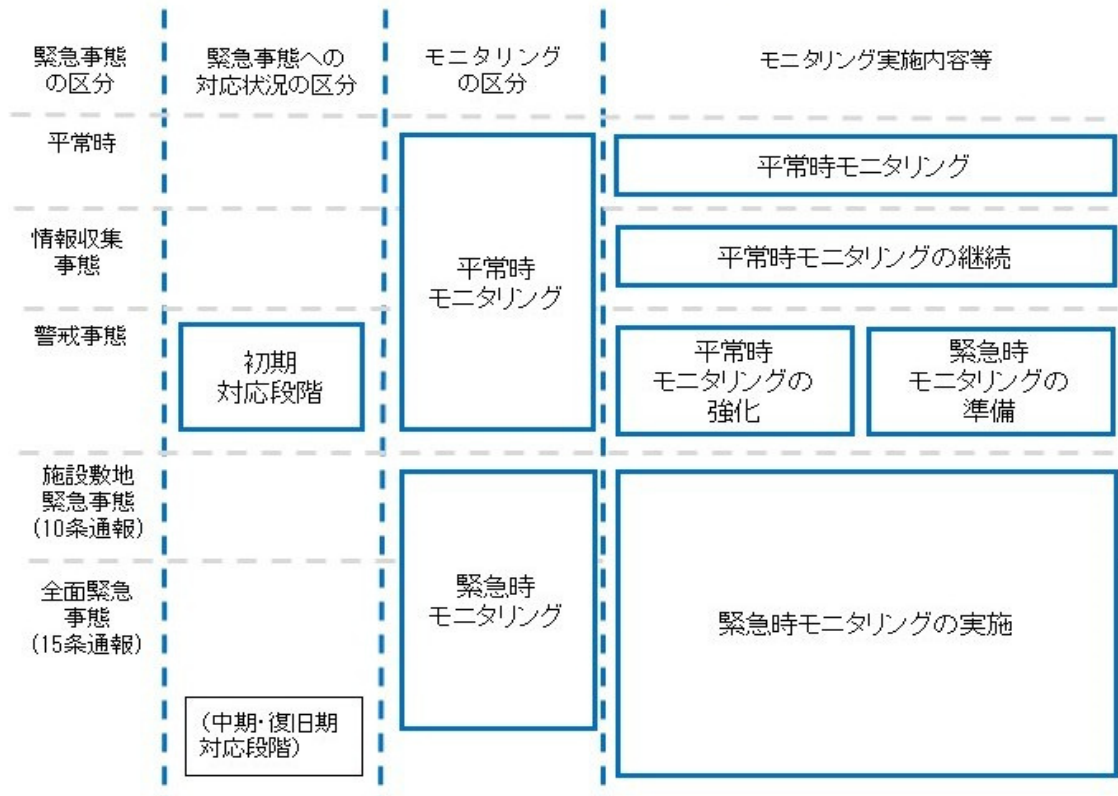 緊急事態
の区分
緊急事態への
対応状況の区分
モニタリング
の区分
モニタリング実施内容等
平常時
平常時
モニタリング
平常時モニタリング
情報収集
事態
平常時モニタリングの継続
警戒事態
初期
対応段階
平常時
モニタリングの
強化
緊急時
モニタリングの
準備
施設敷地
緊急事態
(10条通報)
緊急時
モニタリング
緊急時モニタリングの実施
全面緊急
事態
(15条通報)
(中期・復旧期
対応段階)